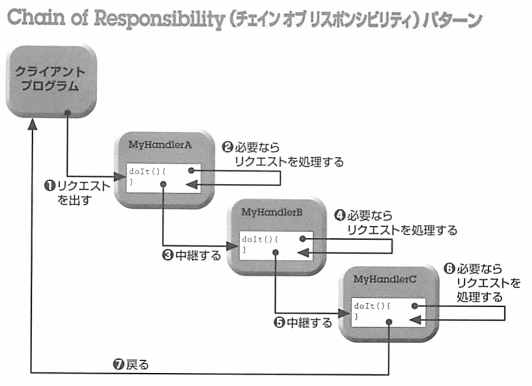 Chain of Responsibility（チェイン オブ リスポンシビリティ）パターン
クライアント
プログラム
❶リクエスト
を出す
MyHandlerA
doIt(){
}
❷必要なら
リクエストを処理する
❸中継する
MyHandlerB
doIt(){
}
❹必要なら
リクエストを処理する
❺中継する
MyHandlerC
doIt(){
}
❻必要なら
リクエストを
処理する
❼戻る